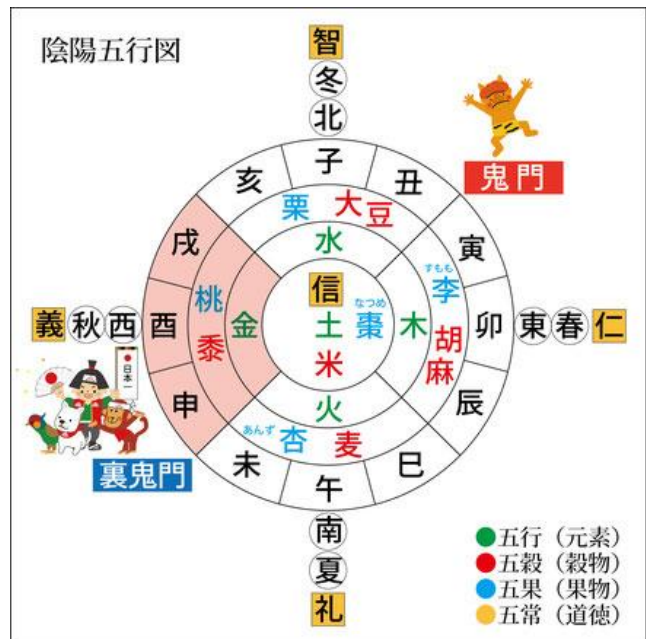 陰陽五行図
智
冬
北
鬼門
子
亥
丑
栗
大豆
水
戌
寅
すもも
李
桃
信
なつめ
棗
義
秋
西
酉
金
土
木
卯
東
春
仁
黍
米
胡麻
日本一
申
火
辰
あんず
杏
麦
裏鬼門
未
巳
午
南
夏
礼
五行（元素）
五穀（穀物）
五果（果物）
五常（道徳）